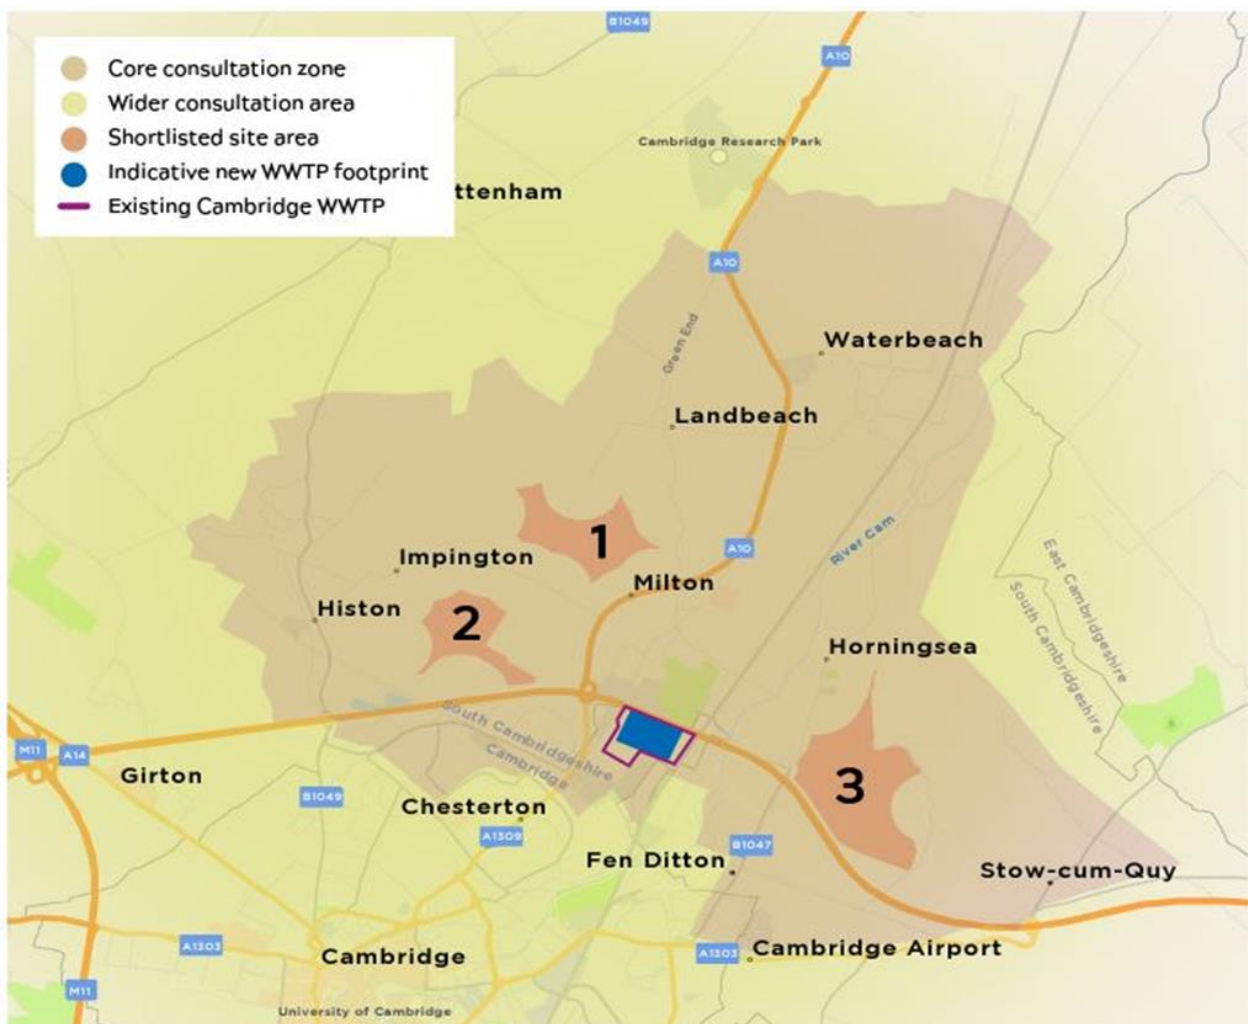 B1049
A10
Core consultation zone
Wider consultation area
Shortlisted site area
Indicative new WWTP footprint
Existing Cambridge WWTP
Cambridge Research Park
ttenham
A10
Green End
Waterbeach
Landbeach
1
A10
River Cam
Impington
Milton
Histon
2
East Cambridgeshire
South Cambridgeshire
Horningsea
South Cambridgeshire
Cambridge
M11
A14
Girton
B1049
3
Chesterton
A1309
B1047
Fen Ditton
Stow-cum-Quy
A1303
Cambridge
A1303
Cambridge Airport
M11
University of Cambridge